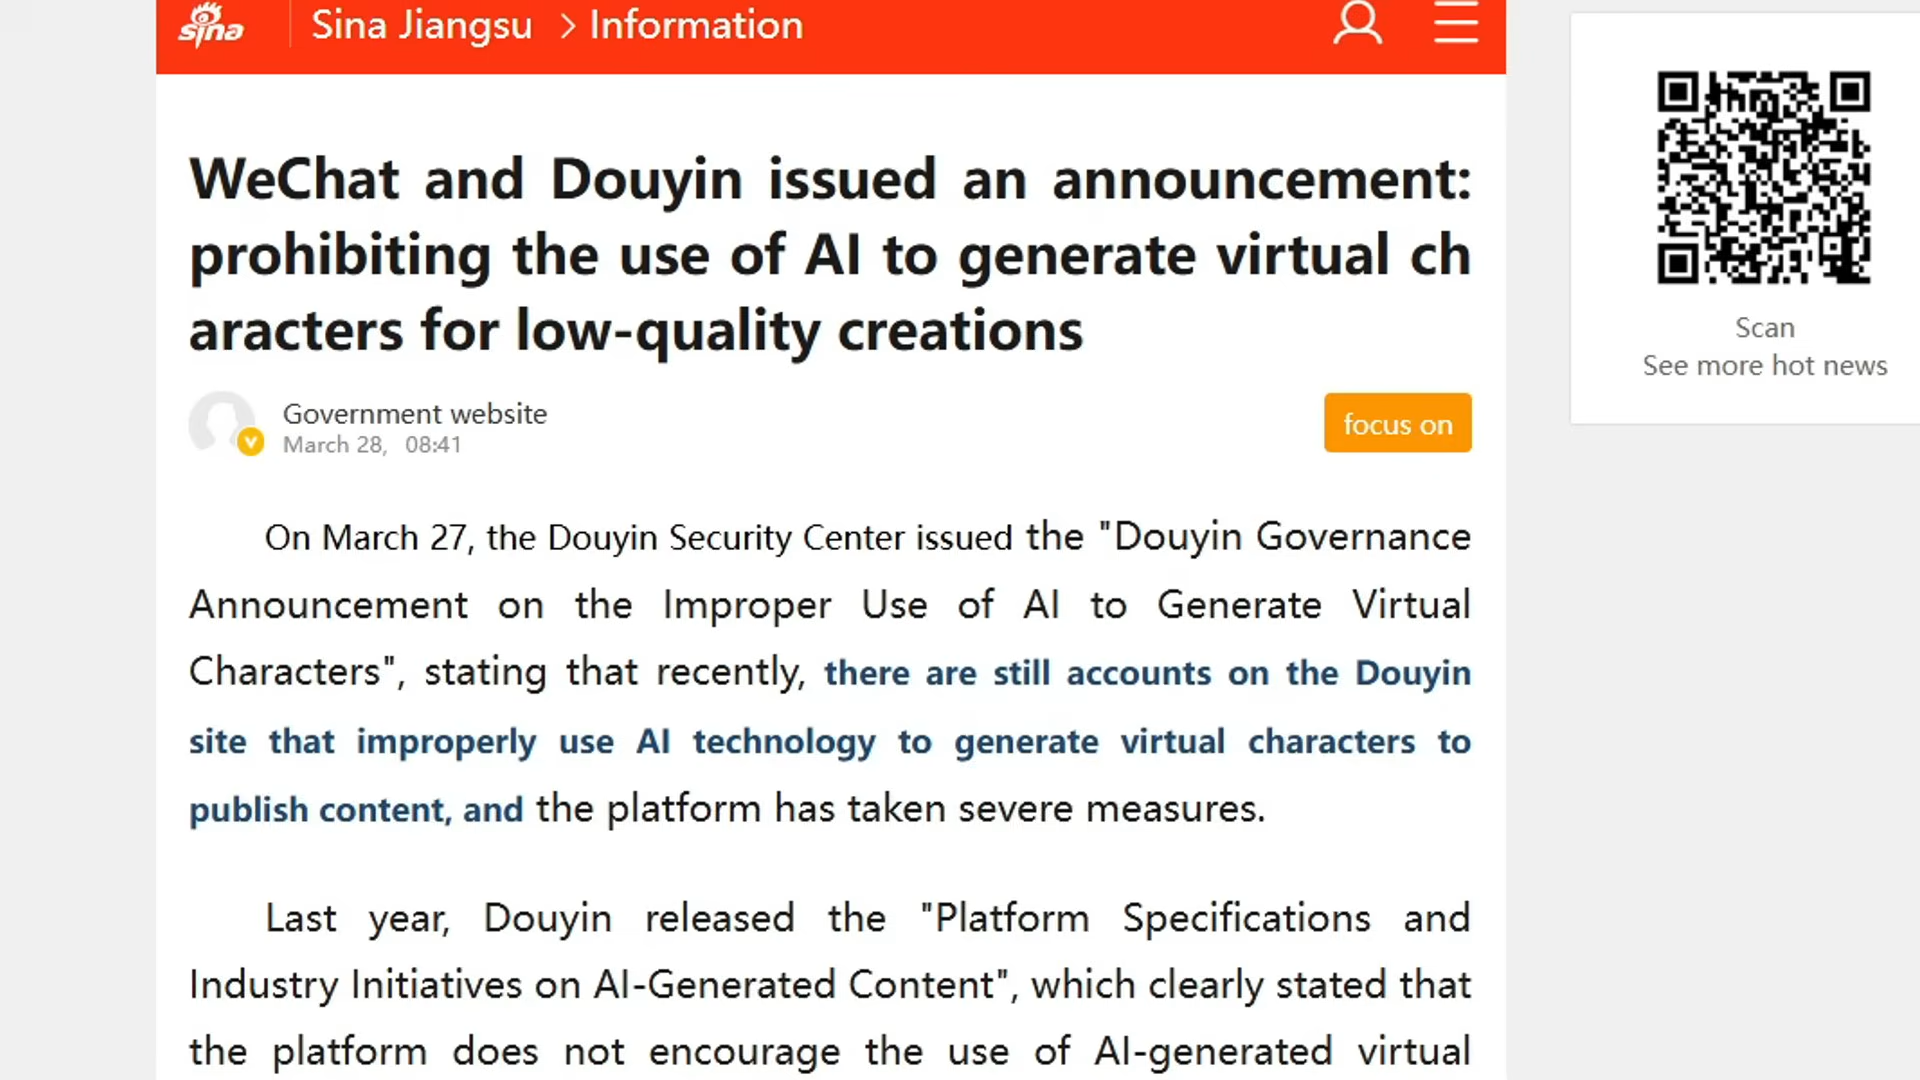 sina
Sina Jiangsu > Information
WeChat and Douyin issued an announcement:
prohibiting the use of AI to generate virtual ch
aracters for low-quality creations
Government website
March 28, 08:41
focus on
On March 27, the Douyin Security Center issued the "Douyin Governance
Announcement on the Improper Use of AI to Generate Virtual
Characters", stating that recently, there are still accounts on the Douyin
site that improperly use AI technology to generate virtual characters to
publish content, and the platform has taken severe measures.
Last year, Douyin released the "Platform Specifications and
Industry Initiatives on AI-Generated Content", which clearly stated that
the platform does not encourage the use of AI-generated virtual
Scan
See more hot news